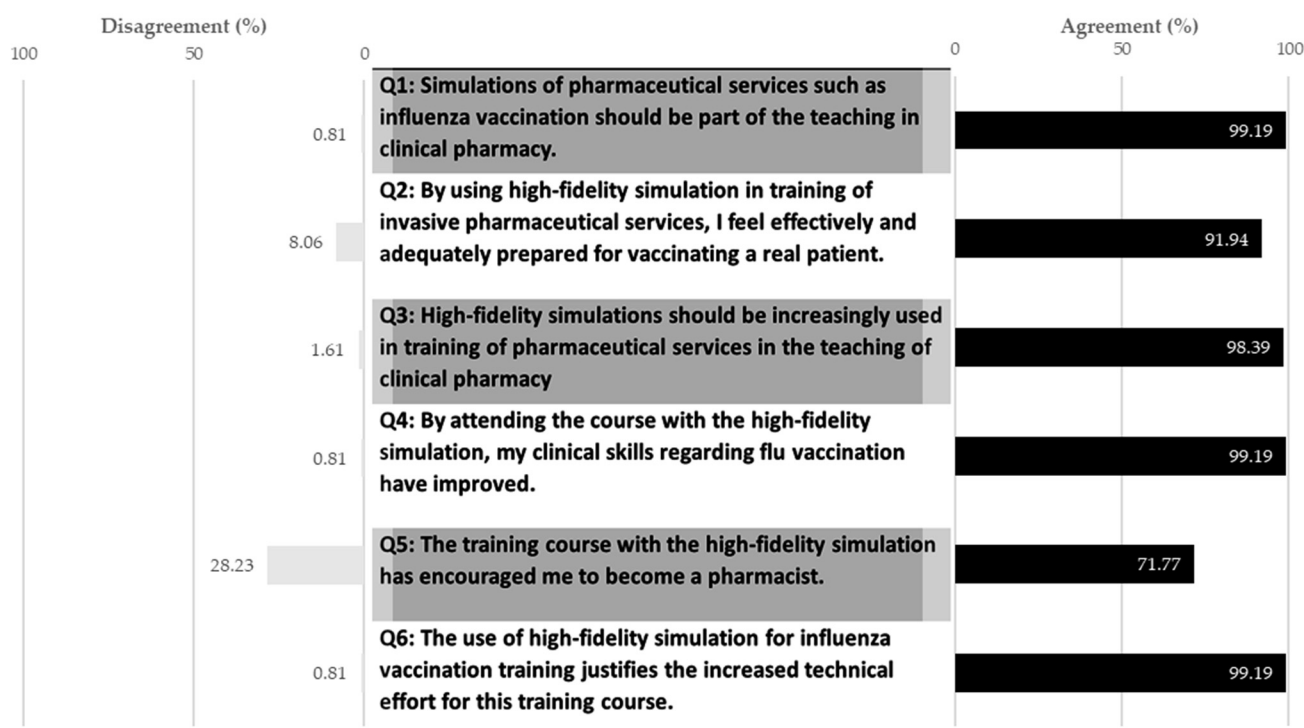 Disagreement (%)
Agreement (%)
100
50
0
0
50
100
0.81
Q1: Simulations of pharmaceutical services such as
influenza vaccination should be part of the teaching in
clinical pharmacy.
99.19
8.06
Q2: By using high-fidelity simulation in training of
invasive pharmaceutical services, I feel effectively and
adequately prepared for vaccinating a real patient.
91.94
1.61
Q3: High-fidelity simulations should be increasingly used
in training of pharmaceutical services in the teaching of
clinical pharmacy
98.39
0.81
Q4: By attending the course with the high-fidelity
simulation, my clinical skills regarding flu vaccination
have improved.
99.19
28.23
Q5: The training course with the high-fidelity simulation
has encouraged me to become a pharmacist.
71.77
0.81
Q6: The use of high-fidelity simulation for influenza
vaccination training justifies the increased technical
effort for this training course.
99.19